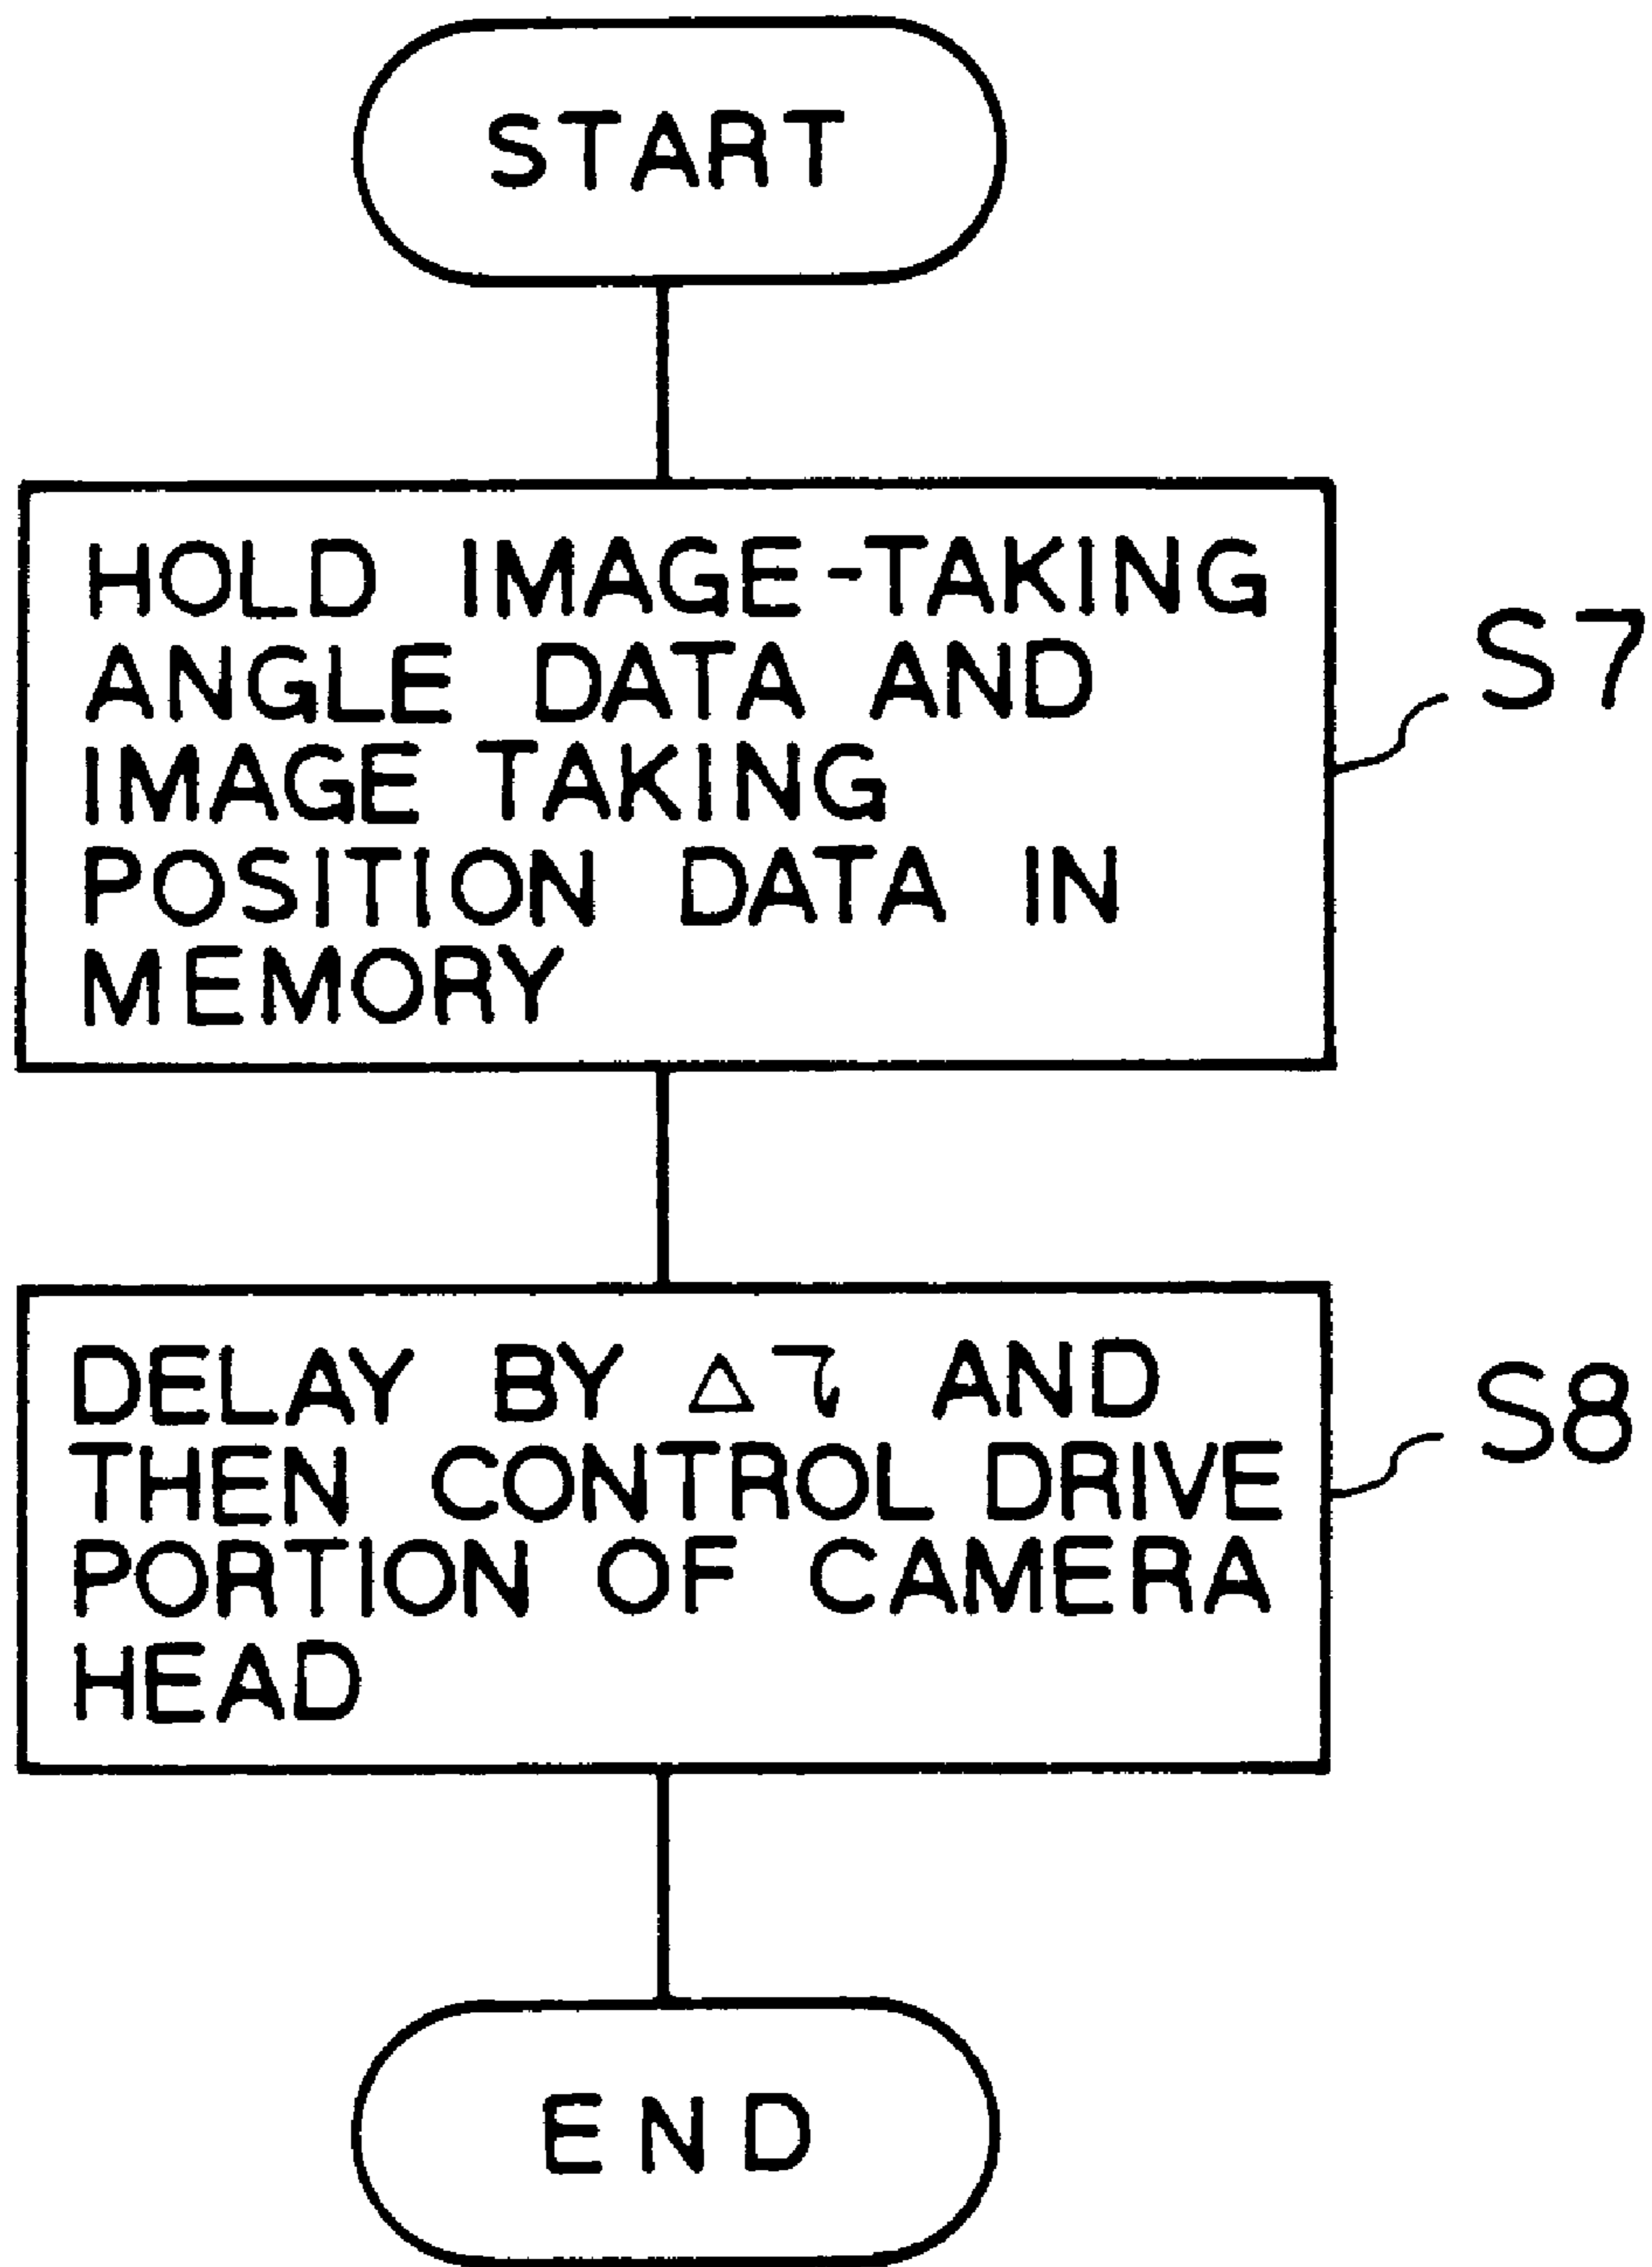 START
HOLD IMAGE-TAKING
ANGLE DATA AND
IMAGE TAKING
POSITION DATA IN
MEMORY
S7
DELAY BY △τ AND
THEN CONTROL DRIVE
PORTION OF CAMERA
HEAD
S8
END